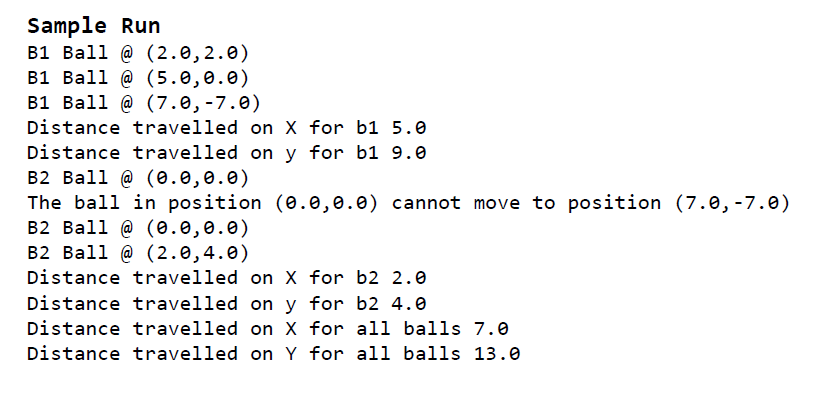 Sample Run
B1 Ball @ (2.0,2.0)
B1 Ball @ (5.0,0.0)
B1 Ball @ (7.0,-7.0)
Distance travelled on X for b1 5.0
Distance travelled on y for b1 9.0
B2 Ball @ (0.0,0.0)
The ball in position (0.0,0.0) cannot move to position (7.0,-7.0)
B2 Ball @ (0.0,0.0)
B2 Ball @ (2.0,4.0)
Distance travelled on X for b2 2.0
Distance travelled on y for b2 4.0
Distance travelled on X for all balls 7.0
Distance travelled on Y for all balls 13.0